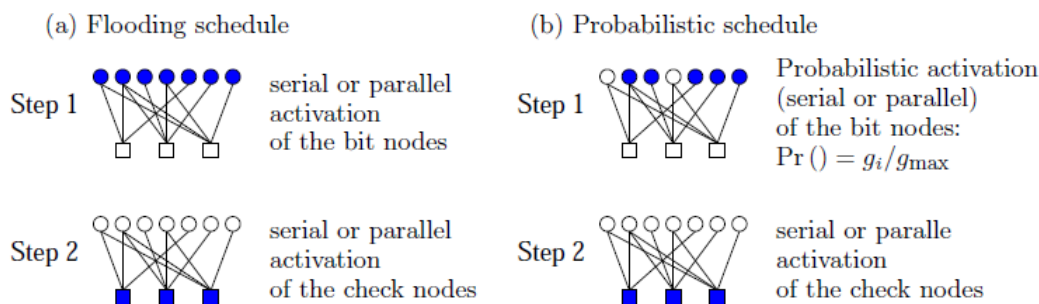 (a) Flooding schedule
Step 1
serial or parallel
activation
of the bit nodes
Step 2
serial or parallel
activation
of the check nodes
(b) Probabilistic schedule
Step 1
Probabilistic activation
(serial or parallel)
of the bit nodes:
Pr () = g_i/g_max
Step 2
serial or paralle
activation
of the check nodes